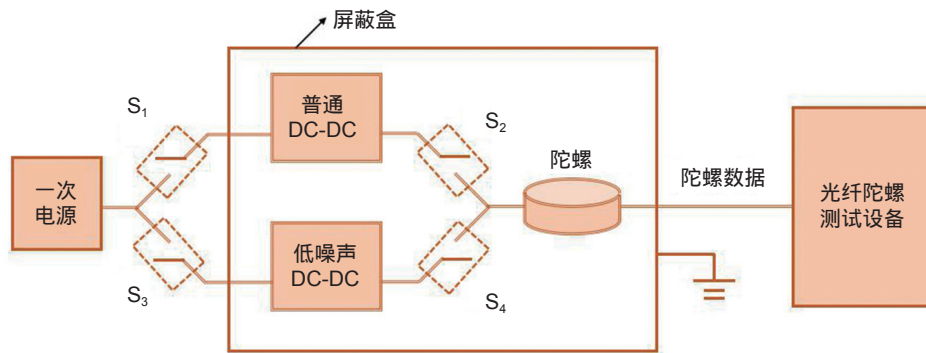 屏蔽盒
S1
普通
DC-DC
S2
一次
电源
陀螺
陀螺数据
光纤陀螺
测试设备
低噪声
DC-DC
S3
S4